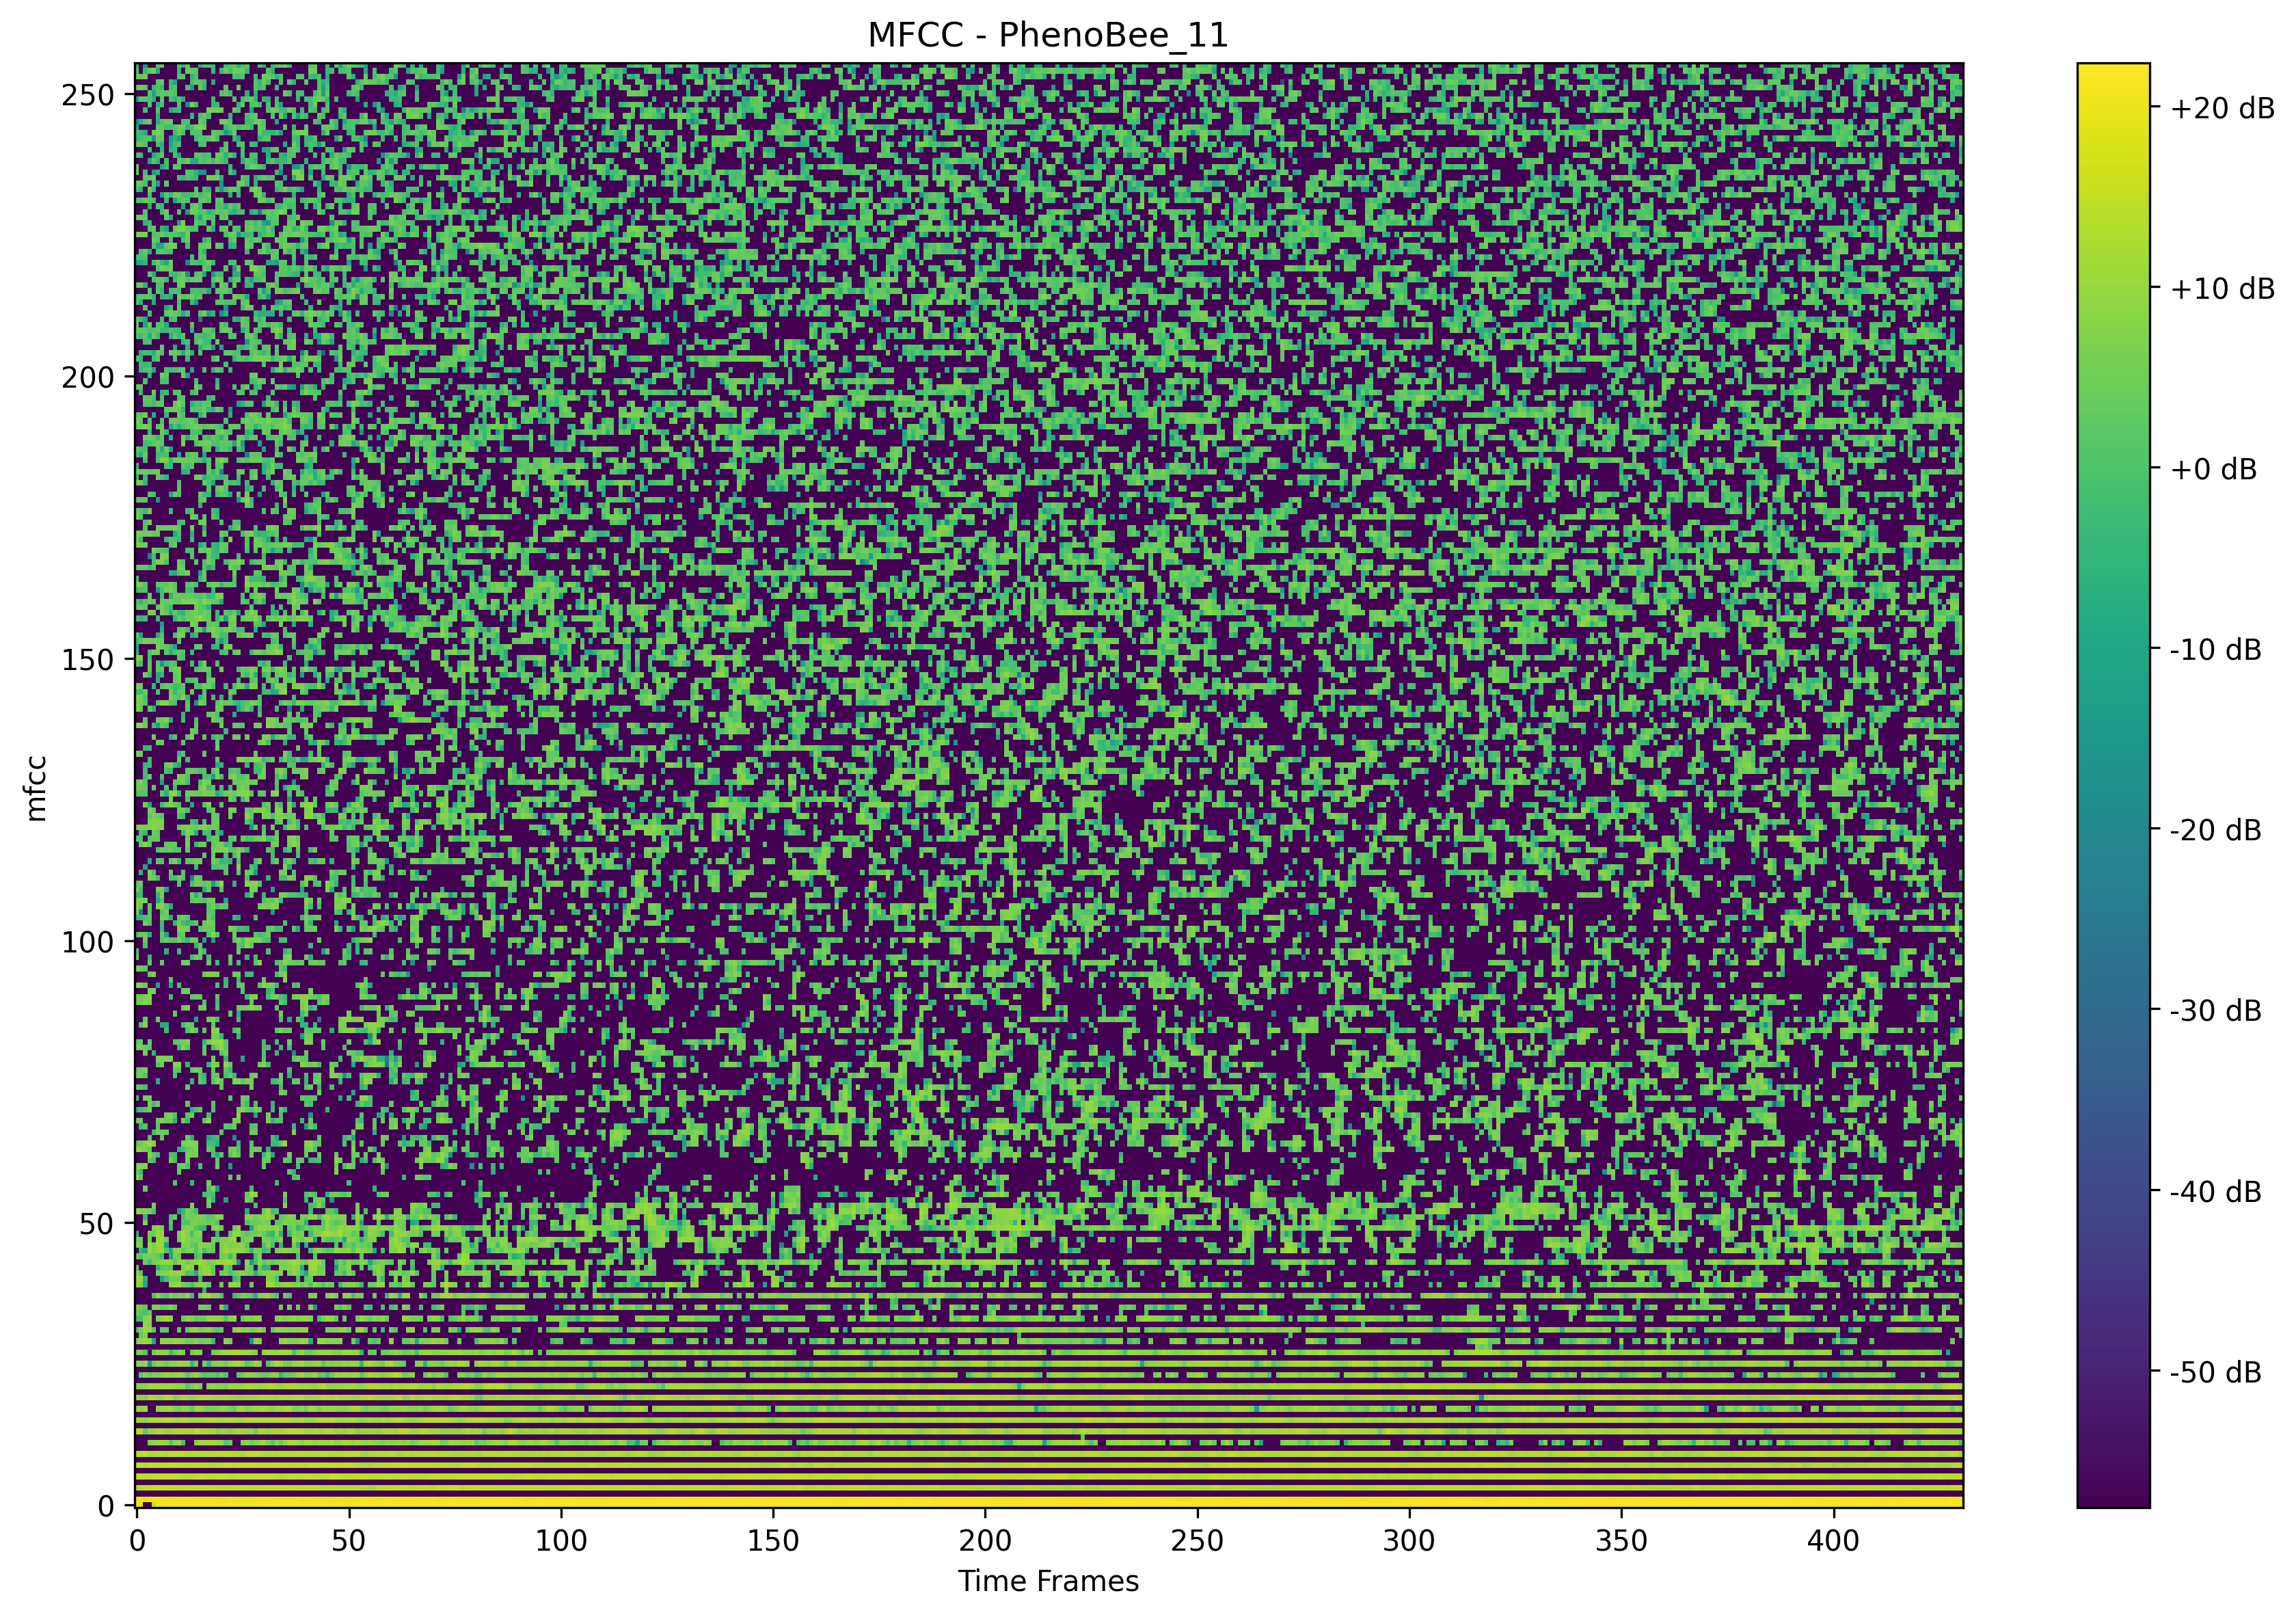 MFCC - PhenoBee_11
250
200
150
100
50
0
mfcc
0 50 100 150 200 250 300 350 400
Time Frames
+20 dB
+10 dB
+0 dB
-10 dB
-20 dB
-30 dB
-40 dB
-50 dB